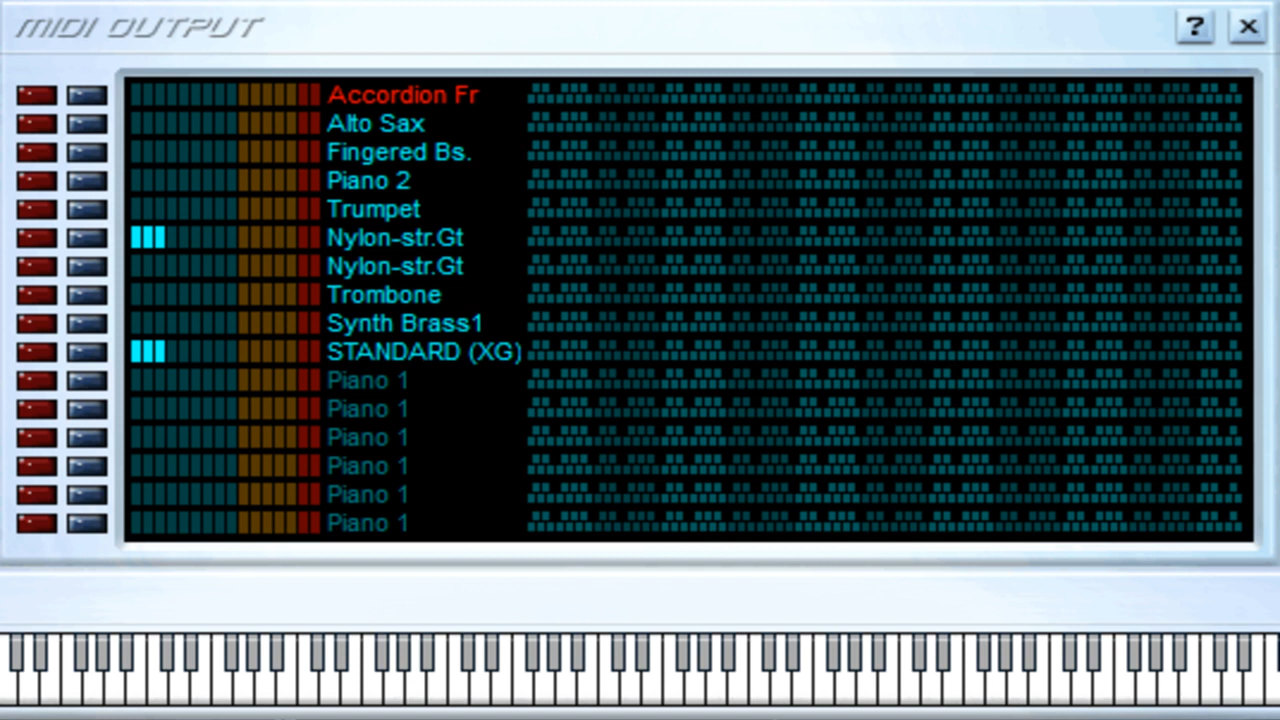 MIDI OUTPUT
?
Accordion Fr
Alto Sax
Fingered Bs.
Piano 2
Trumpet
Nylon-str.Gt
Nylon-str.Gt
Trombone
Synth Brass1
STANDARD (XG)
Piano 1
Piano 1
Piano 1
Piano 1
Piano 1
Piano 1